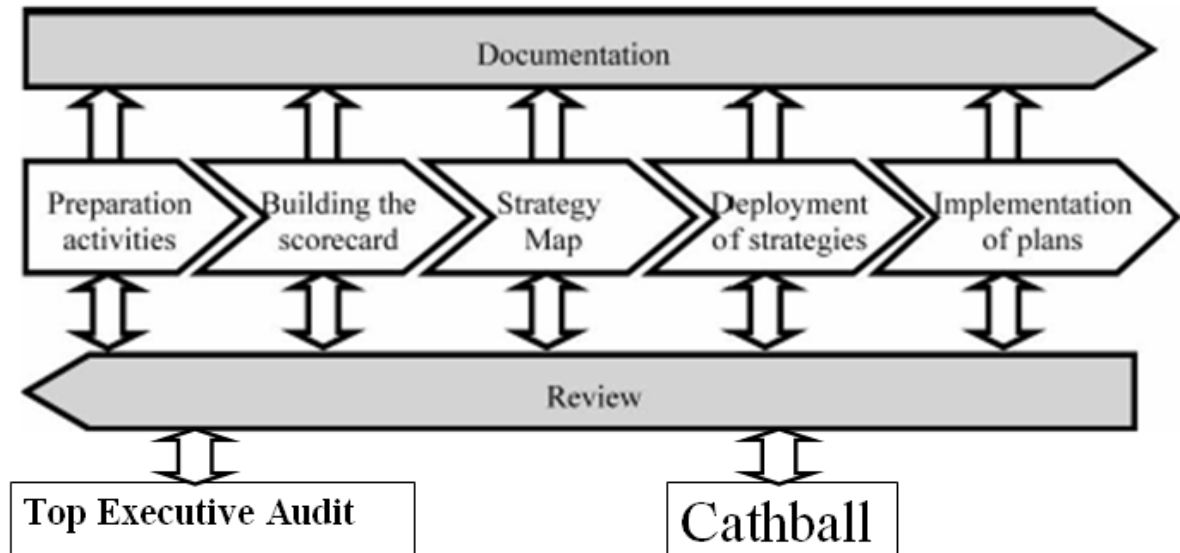 Documentation
Preparation
activities
Building the
scorecard
Strategy
Map
Deployment
of strategies
Implementation
of plans
Review
Top Executive Audit
Cathball